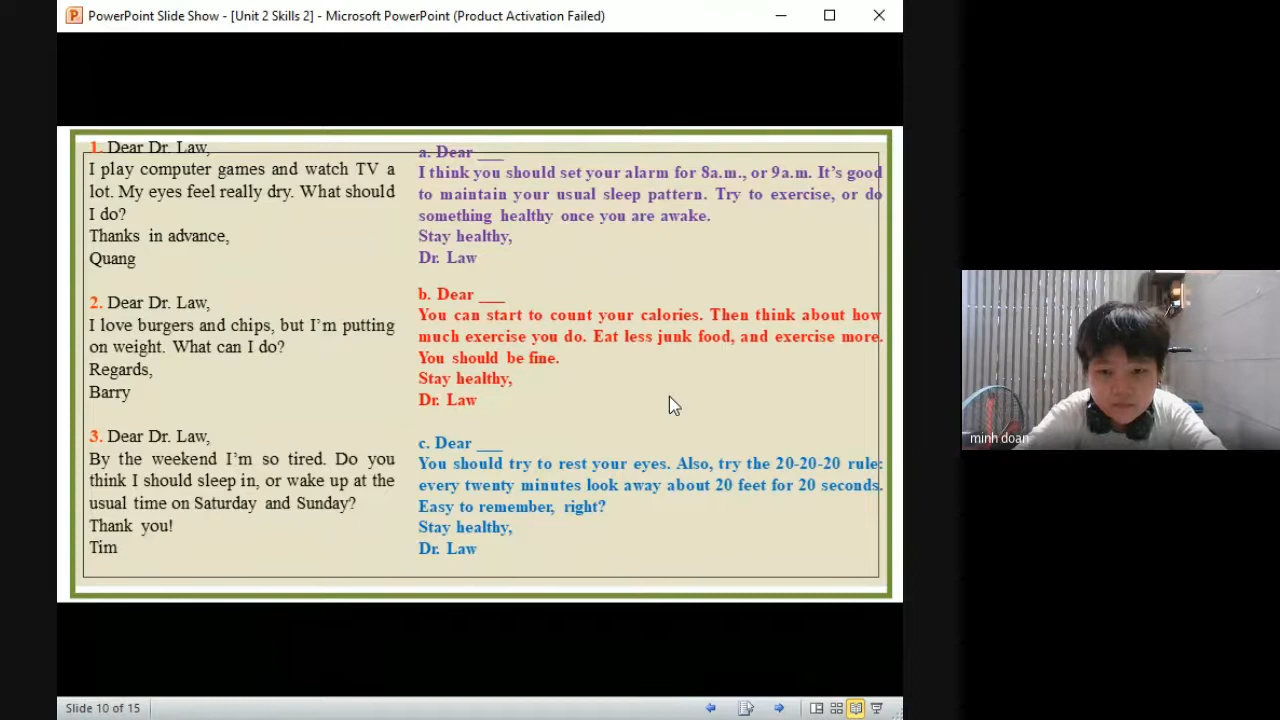 PowerPoint Slide Show - [Unit 2 Skills 2] - Microsoft PowerPoint (Product Activation Failed)
1. Dear Dr. Law,
I play computer games and watch TV a
lot. My eyes feel really dry. What should
I do?
Thanks in advance,
Quang
2. Dear Dr. Law,
I love burgers and chips, but I'm putting
on weight. What can I do?
Regards,
Barry
3. Dear Dr. Law,
By the weekend I'm so tired. Do you
think I should sleep in, or wake up at the
usual time on Saturday and Sunday?
Thank you!
Tim
a. Dear ___
I think you should set your alarm for 8a.m., or 9a.m. It's good
to maintain your usual sleep pattern. Try to exercise, or do
something healthy once you are awake.
Stay healthy,
Dr. Law
b. Dear ___
You can start to count your calories. Then think about how
much exercise you do. Eat less junk food, and exercise more.
You should be fine.
Stay healthy,
Dr. Law
c. Dear ___
You should try to rest your eyes. Also, try the 20-20-20 rule:
every twenty minutes look away about 20 feet for 20 seconds.
Easy to remember, right?
Stay healthy,
Dr. Law
minh doan
Slide 10 of 15